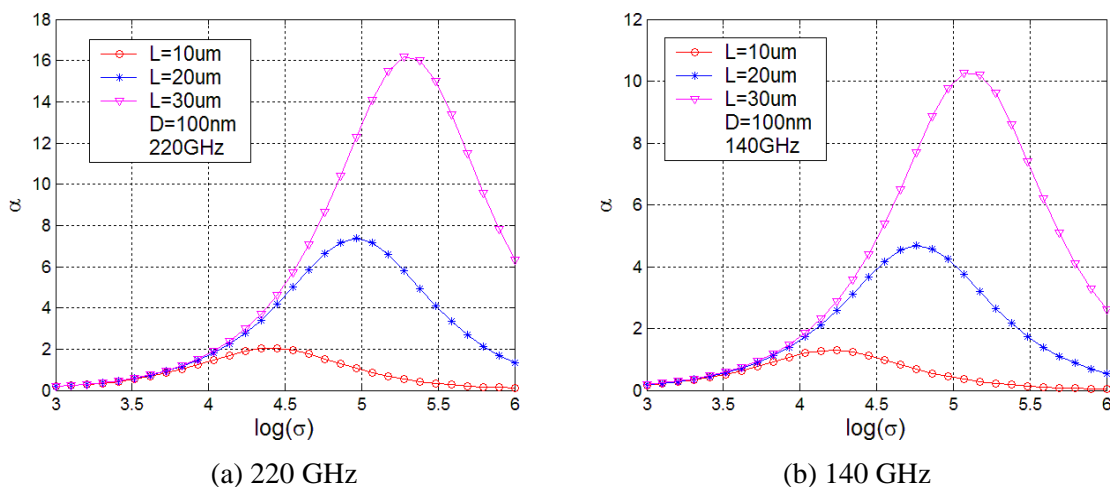 18
16
14
12
10
8
6
4
2
0
α
L=10um
L=20um
L=30um
D=100nm
220GHz
3 3.5 4 4.5 5 5.5 6
log(σ)
(a) 220 GHz
12
10
8
6
4
2
0
α
L=10um
L=20um
L=30um
D=100nm
140GHz
3 3.5 4 4.5 5 5.5 6
log(σ)
(b) 140 GHz